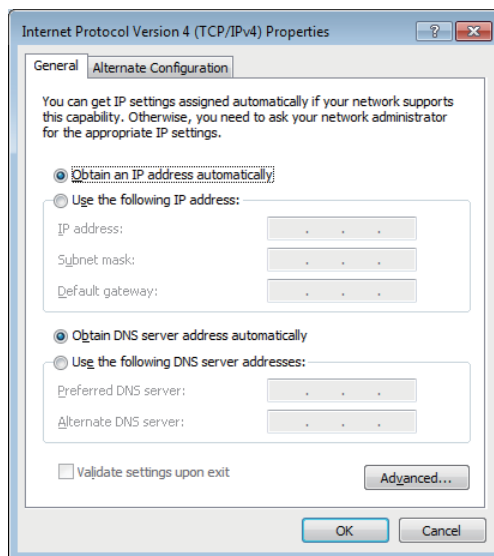 Internet Protocol Version 4 (TCP/IPv4) Properties
?
General
Alternate Configuration
You can get IP settings assigned automatically if your network supports
this capability. Otherwise, you need to ask your network administrator
for the appropriate IP settings.
Obtain an IP address automatically
Use the following IP address:
IP address:
Subnet mask:
Default gateway:
Obtain DNS server address automatically
Use the following DNS server addresses:
Preferred DNS server:
Alternate DNS server:
Validate settings upon exit
Advanced...
OK
Cancel